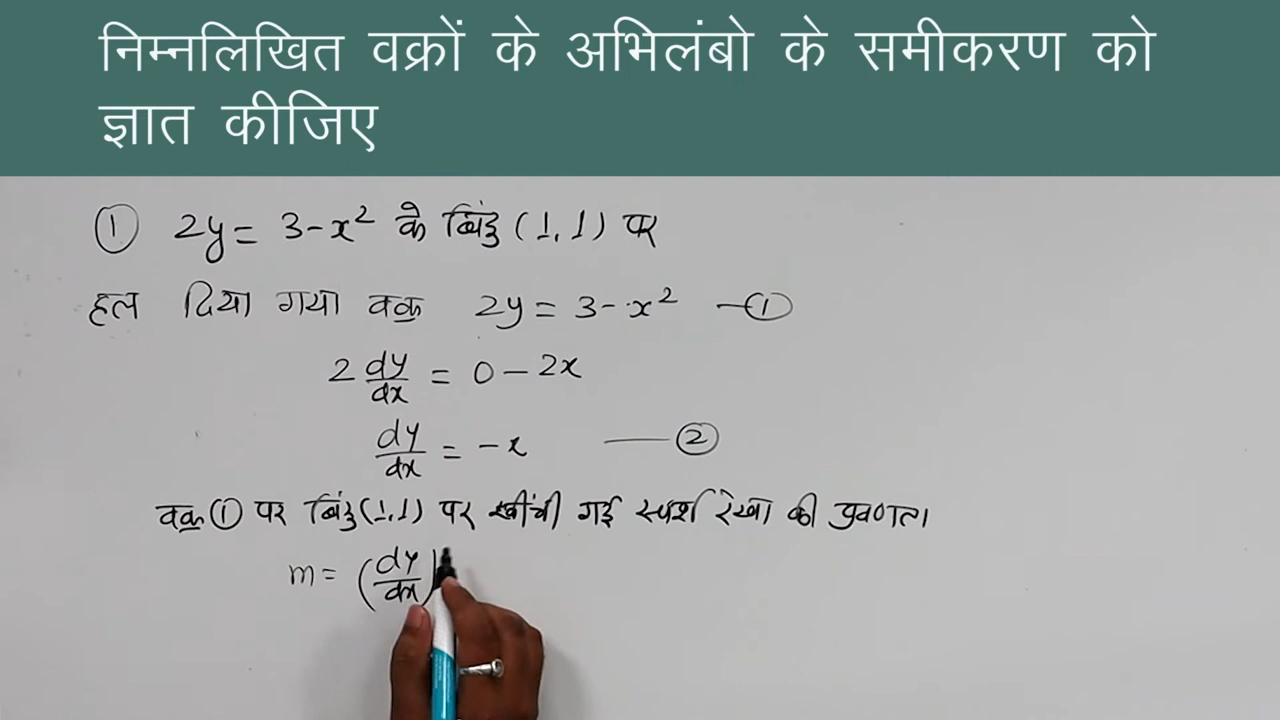 निम्नलिखित वक्रों के अभिलंबो के समीकरण को
ज्ञात कीजिए
① 2y = 3-x² के बिंदु (1,1) पर
हल दिया गया वक्र 2y = 3-x² —①
2 dy/dx = 0-2x
dy/dx = -x —②
वक्र ① पर बिंदु (1,1) पर खींची गई स्पर्श रेखा की प्रवणता
m = (dy/dx)